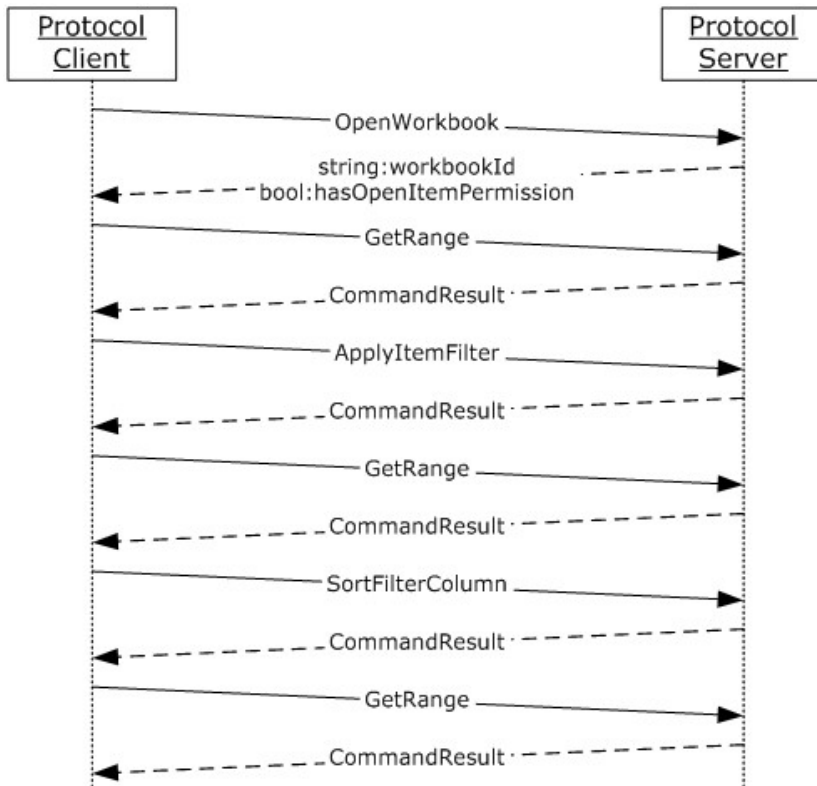 Protocol
Client
Protocol
Server
OpenWorkbook
string:workbookId
bool:hasOpenItemPermission
GetRange
CommandResult
ApplyItemFilter
CommandResult
GetRange
CommandResult
SortFilterColumn
CommandResult
GetRange
CommandResult